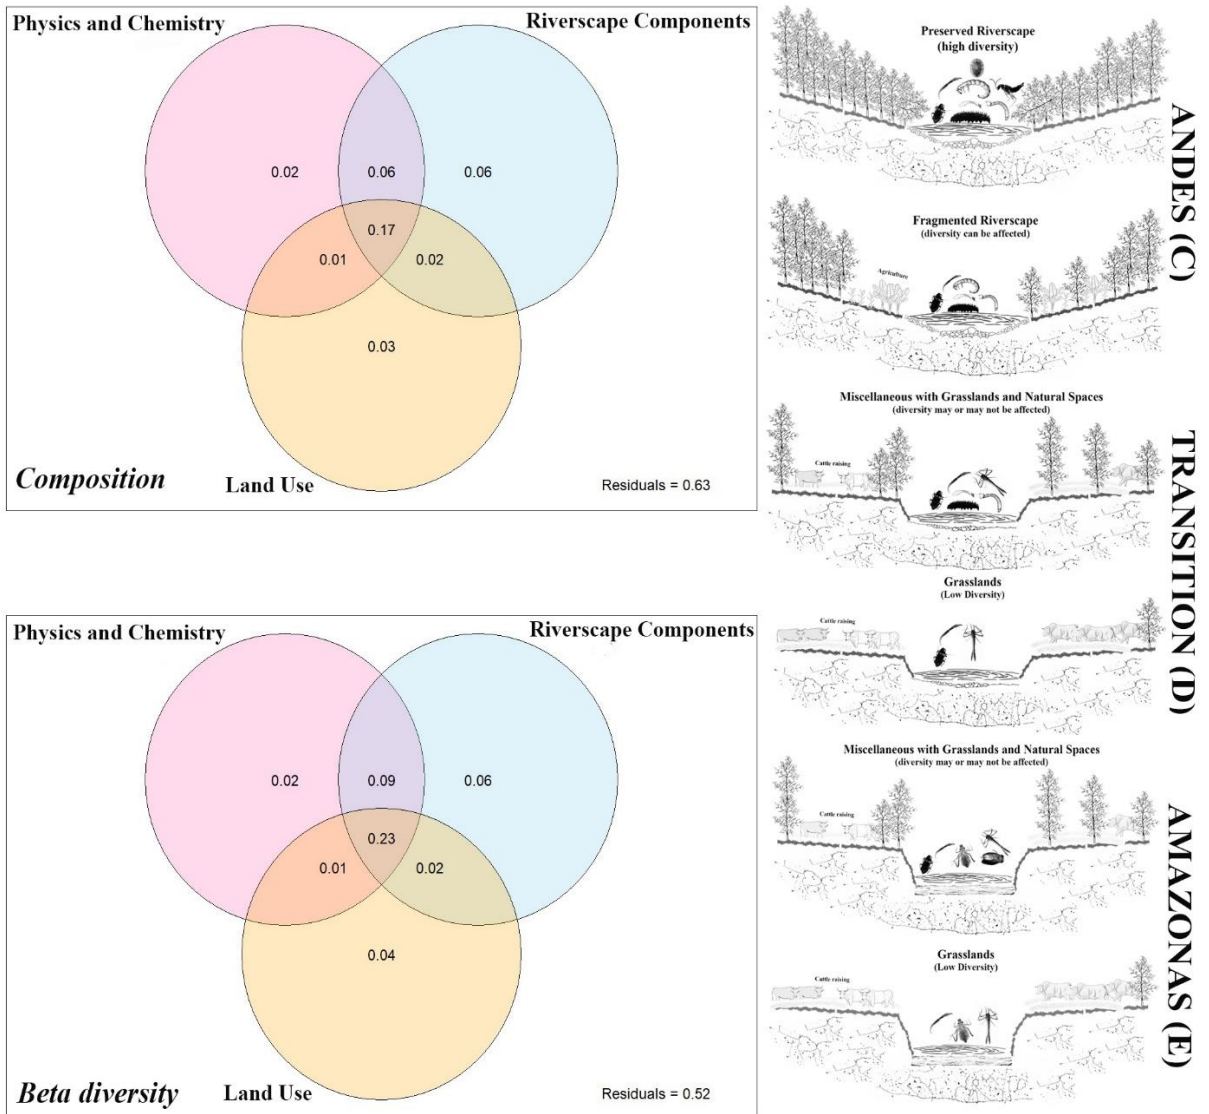 Physics and Chemistry
Riverscape Components
0.02
0.06
0.06
0.17
0.01
0.02
0.03
Composition
Land Use
Residuals = 0.63
Physics and Chemistry
Riverscape Components
0.02
0.09
0.06
0.23
0.01
0.02
0.04
Beta diversity
Land Use
Residuals = 0.52
Preserved Riverscape
(high diversity)
Fragmented Riverscape
(diversity can be affected)
Agriculture
ANDES (C)
Miscellaneous with Grasslands and Natural Spaces
(diversity may or may not be affected)
Cattle raising
Grasslands
(Low Diversity)
Cattle raising
TRANSITION (D)
Miscellaneous with Grasslands and Natural Spaces
(diversity may or may not be affected)
Cattle raising
Grasslands
(Low Diversity)
Cattle raising
AMAZONAS (E)